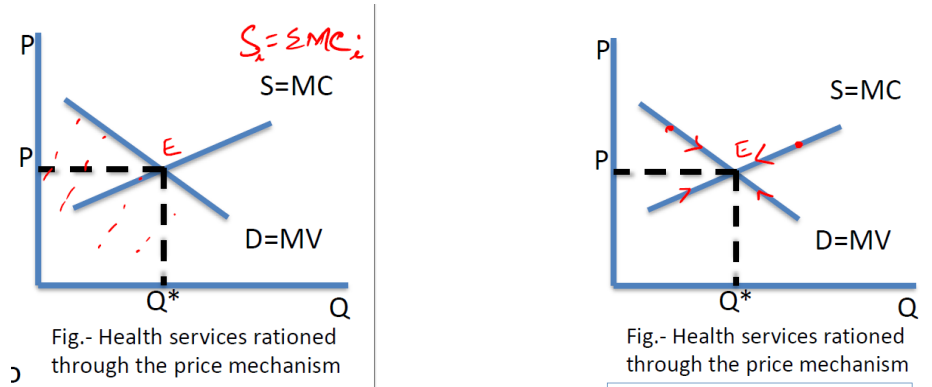 P
Sᵢ = ΣMCᵢ
S=MC
P
E
D=MV
Q*
Q
Fig.- Health services rationed
through the price mechanism
P
S=MC
P
E
D=MV
Q*
Q
Fig.- Health services rationed
through the price mechanism